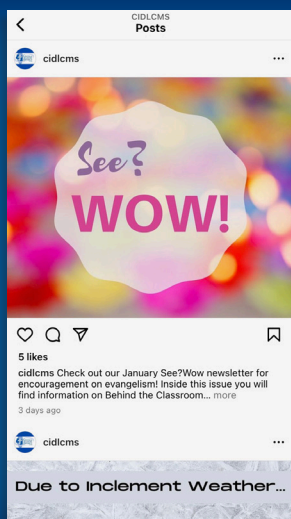 CIDLCMS
Posts
cidlcms
See?
WOW!
5 likes
cidlcms Check out our January See?Wow newsletter for
encouragement on evangelism! Inside this issue you will
find information on Behind the Classroom... more
3 days ago
cidlcms
Due to Inclement Weather...